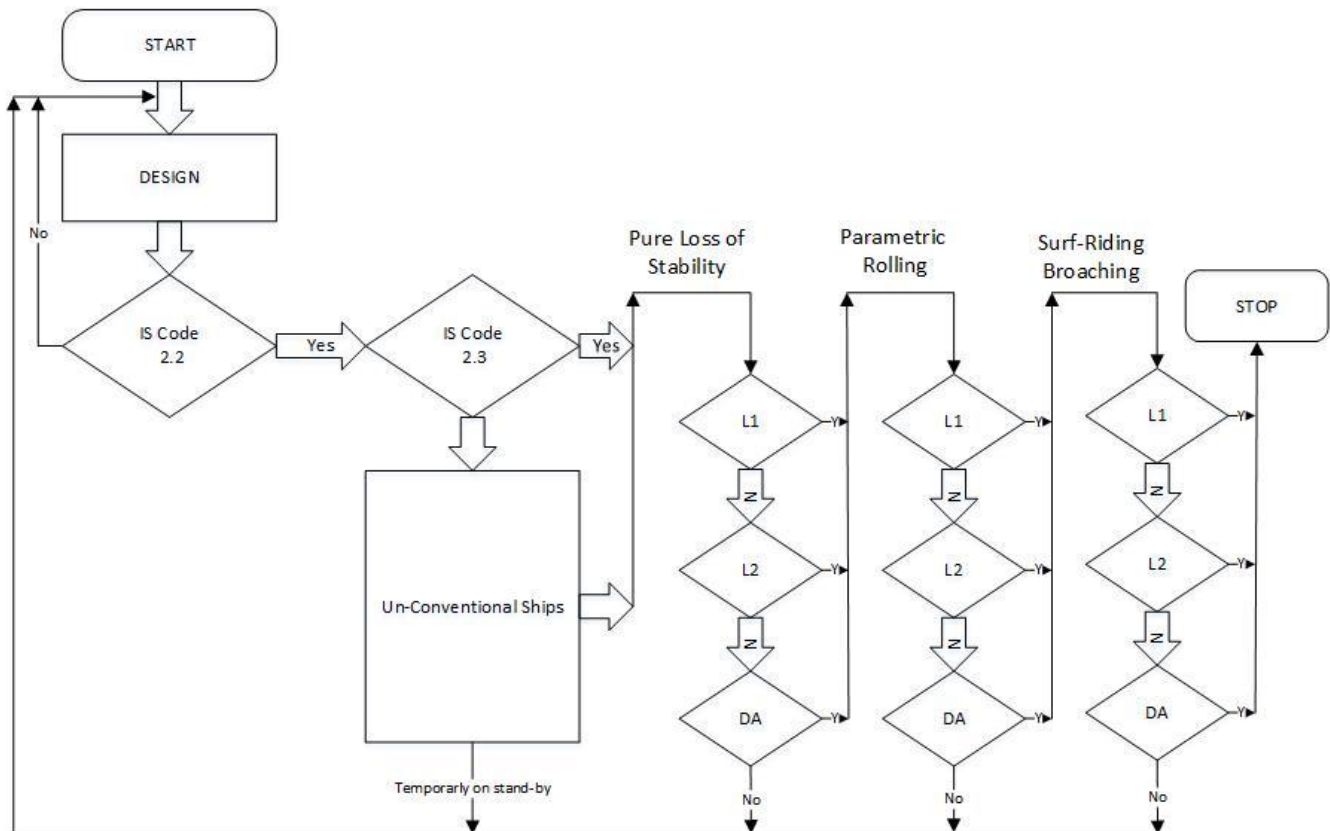 START
DESIGN
No
IS Code
2.2
Yes
IS Code
2.3
Yes
Un-Conventional Ships
Temporarly on stand-by
Pure Loss of
Stability
L1
Y
N
L2
Y
N
DA
Y
No
Parametric
Rolling
L1
Y
N
L2
Y
N
DA
Y
No
Surf-Riding
Broaching
L1
Y
N
L2
Y
N
DA
Y
No
STOP